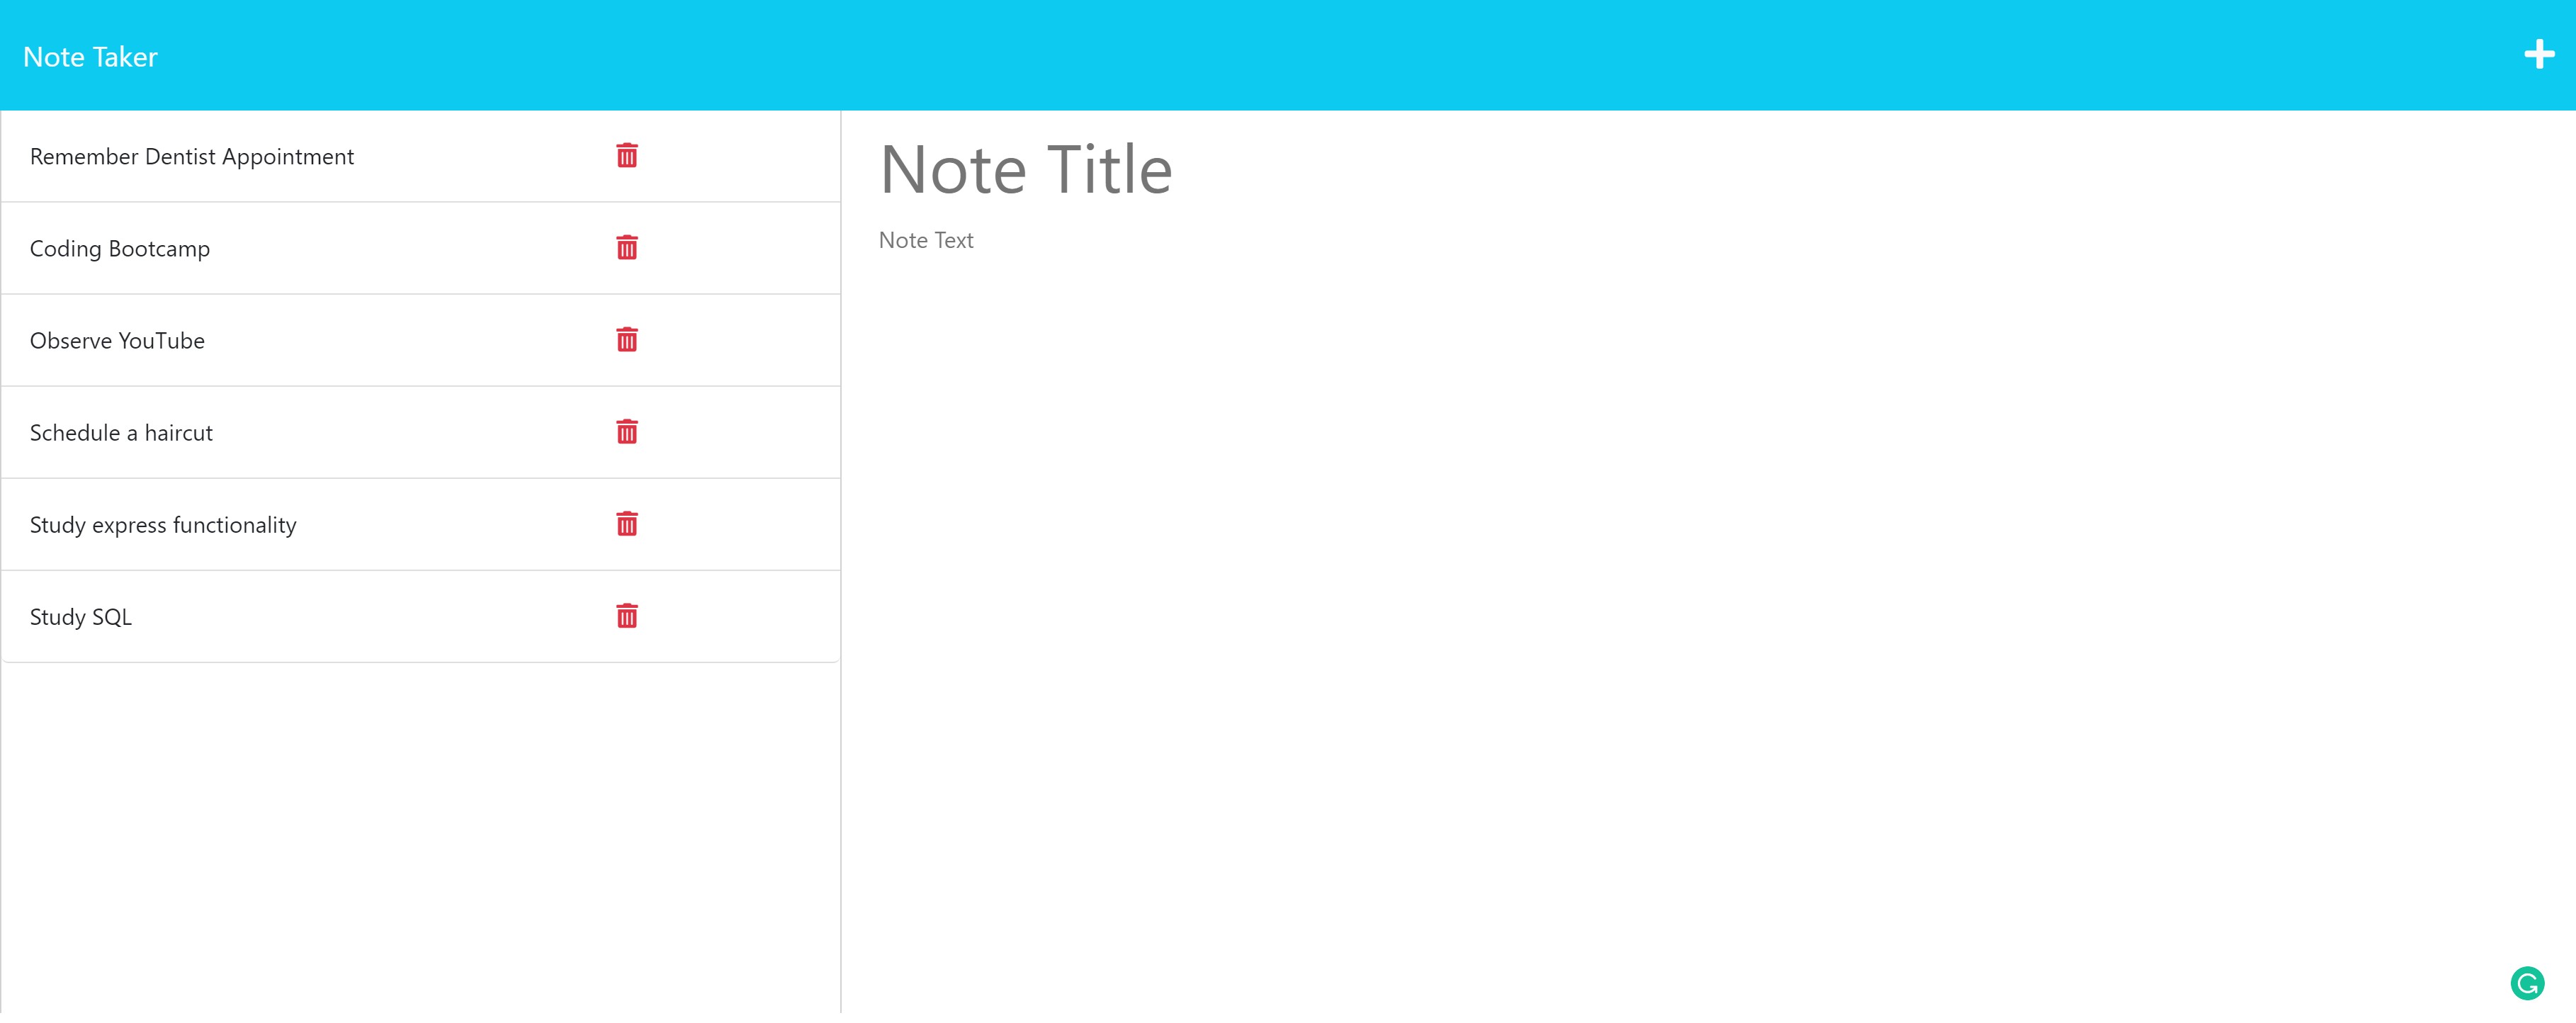 Note Taker
Remember Dentist Appointment
Coding Bootcamp
Observe YouTube
Schedule a haircut
Study express functionality
Study SQL
Note Title
Note Text